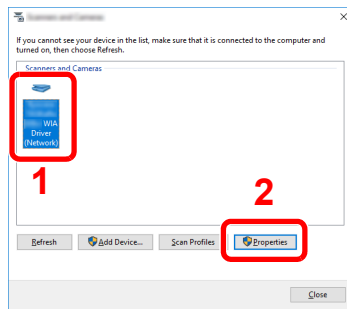 If you cannot see your device in the list, make sure that it is connected to the computer and
turned on, then choose Refresh.
Scanners and Cameras
WIA
Driver
(Network)
1
2
Refresh
Add Device...
Scan Profiles
Properties
Close